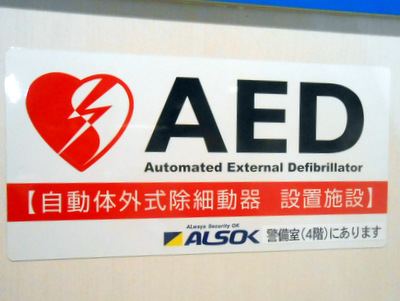 AED
Automated External Defibrillator
【自動体外式除細動器 設置施設】
ALways Security OK
ALSOK 警備室(4階)にあります